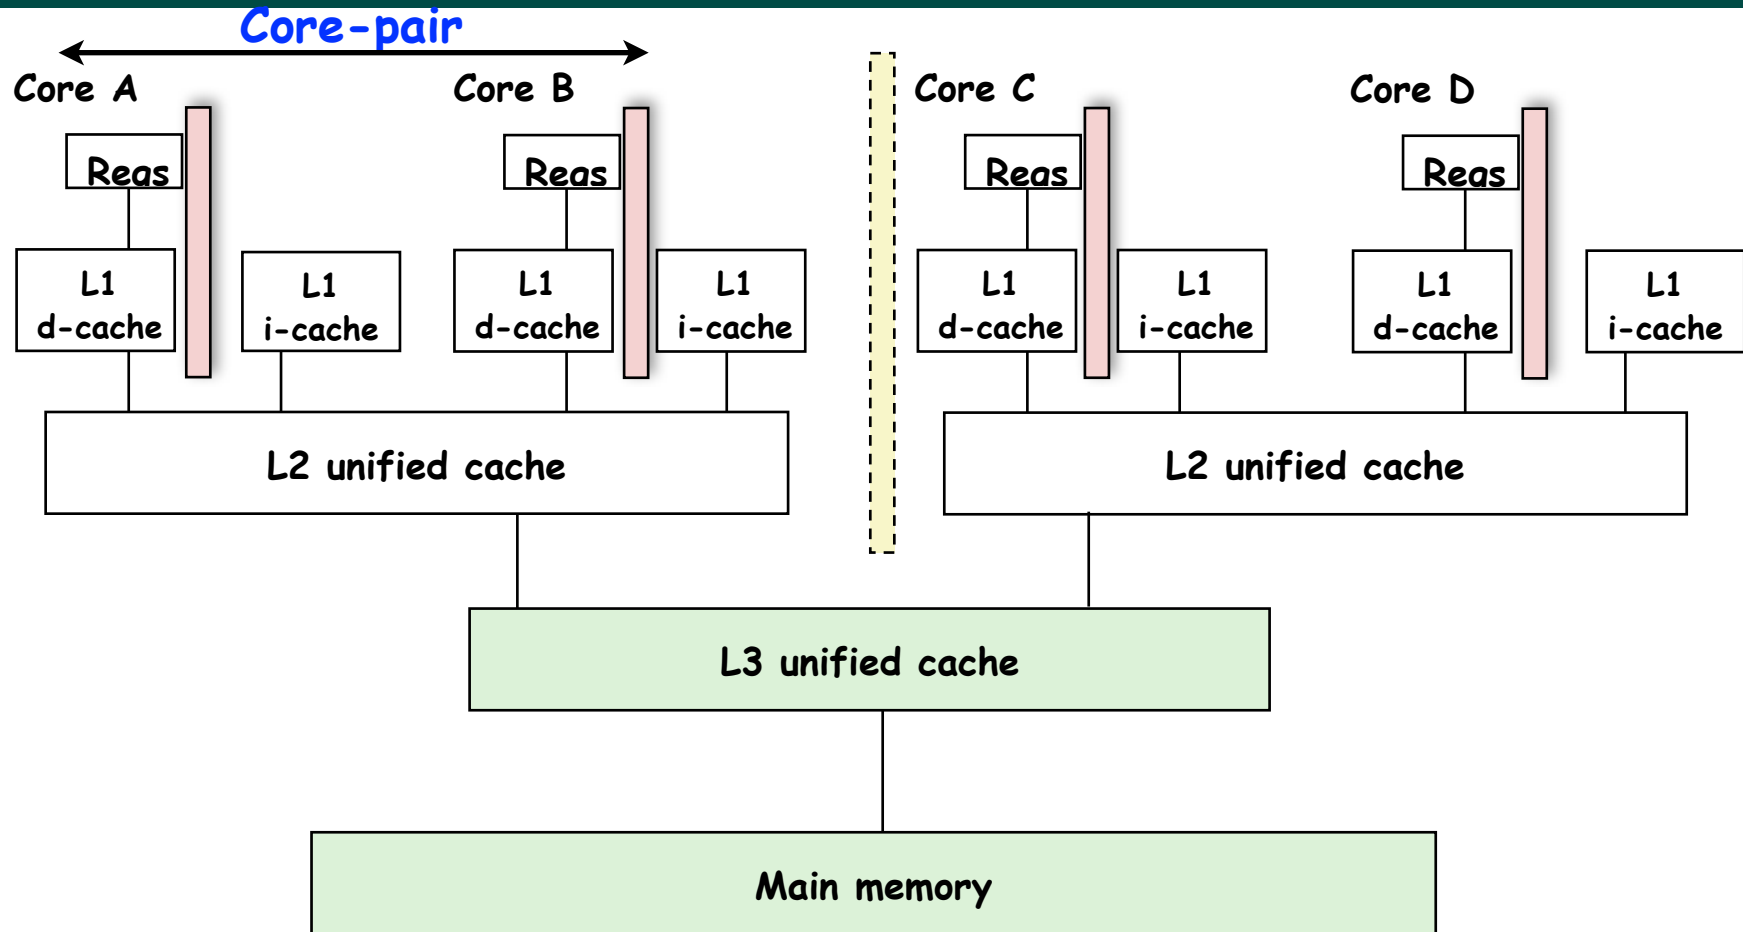 Core-pair
Core A
Core B
Core C
Core D
Regs
Regs
Regs
Regs
L1
d-cache
L1
i-cache
L1
d-cache
L1
i-cache
L1
d-cache
L1
i-cache
L1
d-cache
L1
i-cache
L2 unified cache
L2 unified cache
L3 unified cache
Main memory